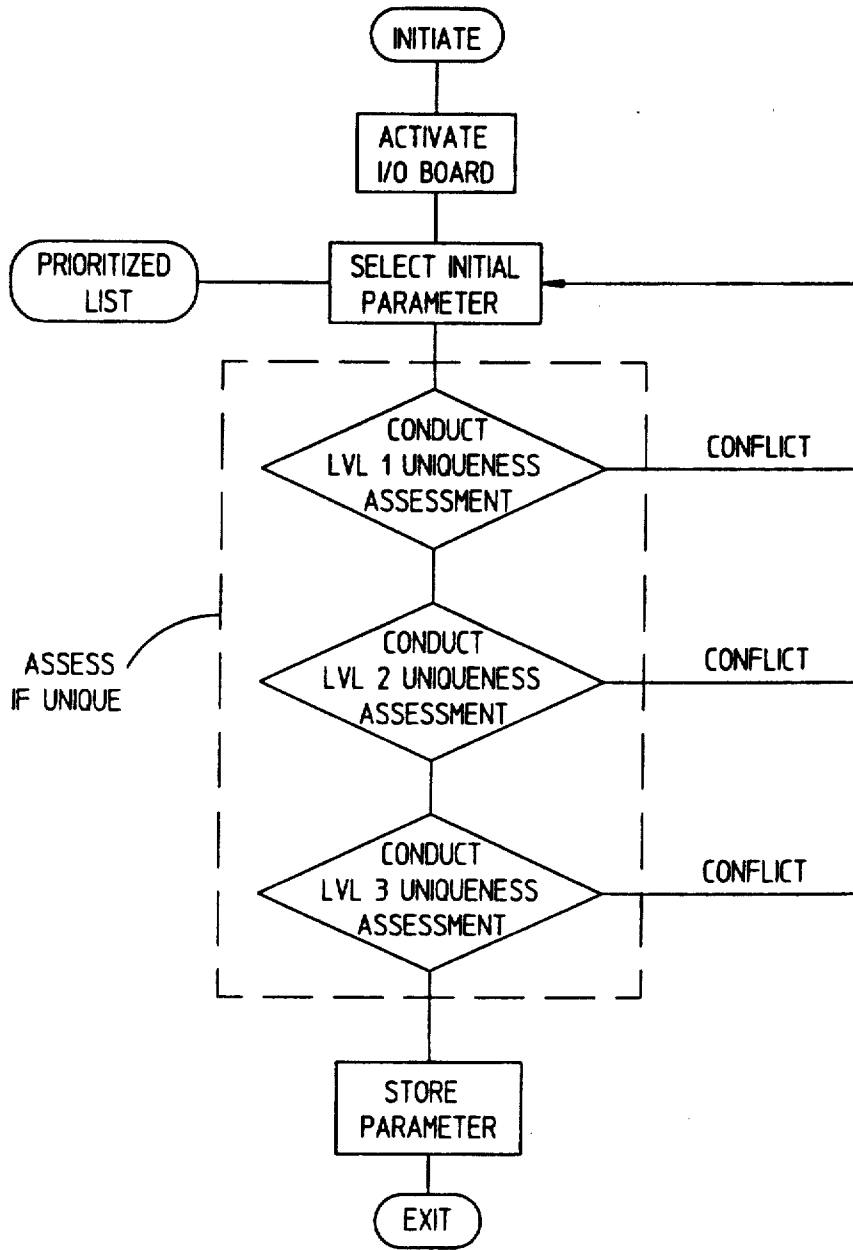 INITIATE
ACTIVATE
I/O BOARD
PRIORITIZED
LIST
SELECT INITIAL
PARAMETER
CONDUCT
LVL 1 UNIQUENESS
ASSESSMENT
CONFLICT
CONDUCT
LVL 2 UNIQUENESS
ASSESSMENT
CONFLICT
ASSESS
IF UNIQUE
CONDUCT
LVL 3 UNIQUENESS
ASSESSMENT
CONFLICT
STORE
PARAMETER
EXIT